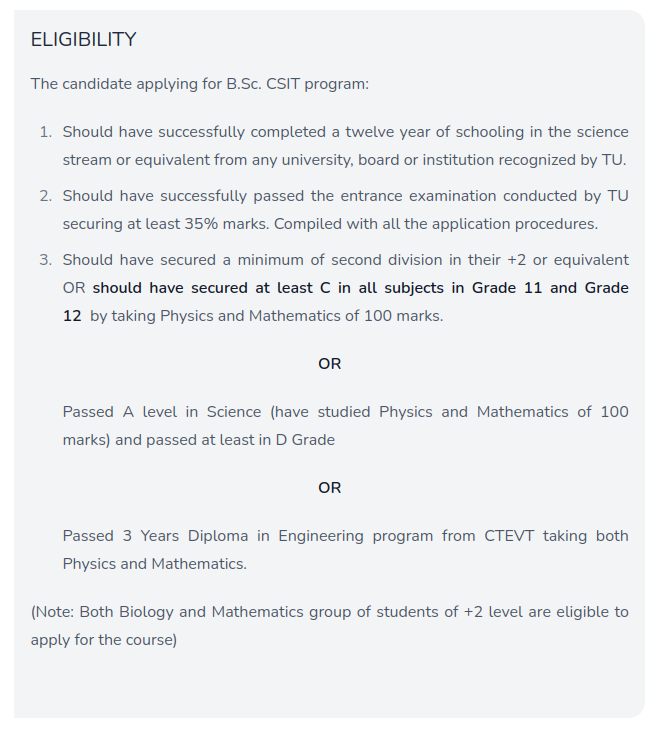 ELIGIBILITY
The candidate applying for B.Sc. CSIT program:
1. Should have successfully completed a twelve year of schooling in the science
stream or equivalent from any university, board or institution recognized by TU.
2. Should have successfully passed the entrance examination conducted by TU
securing at least 35% marks. Compiled with all the application procedures.
3. Should have secured a minimum of second division in their +2 or equivalent
OR should have secured at least C in all subjects in Grade 11 and Grade
12 by taking Physics and Mathematics of 100 marks.
OR
Passed A level in Science (have studied Physics and Mathematics of 100
marks) and passed at least in D Grade
OR
Passed 3 Years Diploma in Engineering program from CTEVT taking both
Physics and Mathematics.
(Note: Both Biology and Mathematics group of students of +2 level are eligible to
apply for the course)